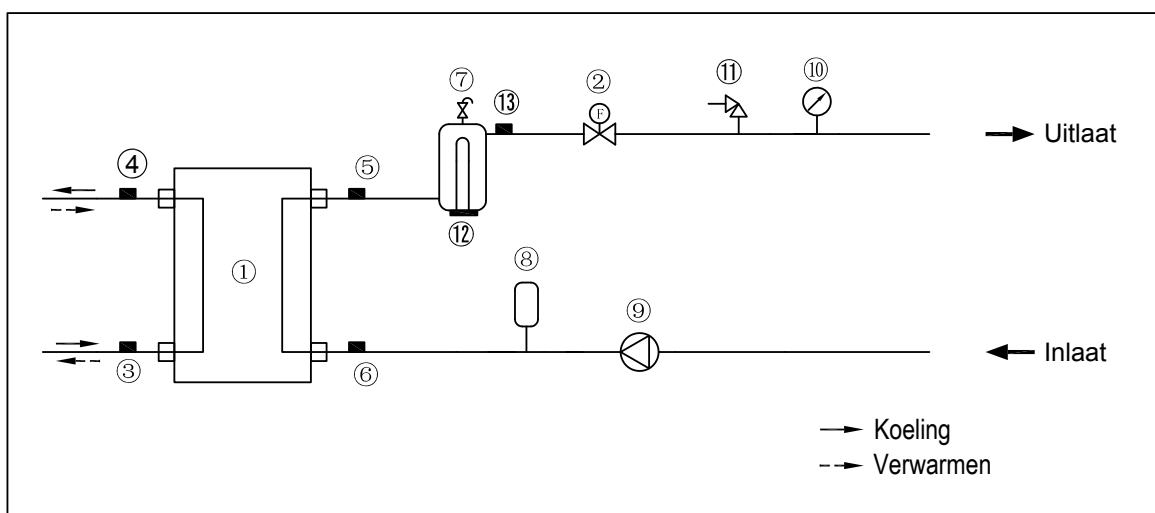 ⑦
⑬
②
⑪
⑩
F
Uitlaat
④
⑤
⑫
①
⑧
⑨
③
⑥
Inlaat
Koeling
Verwarmen